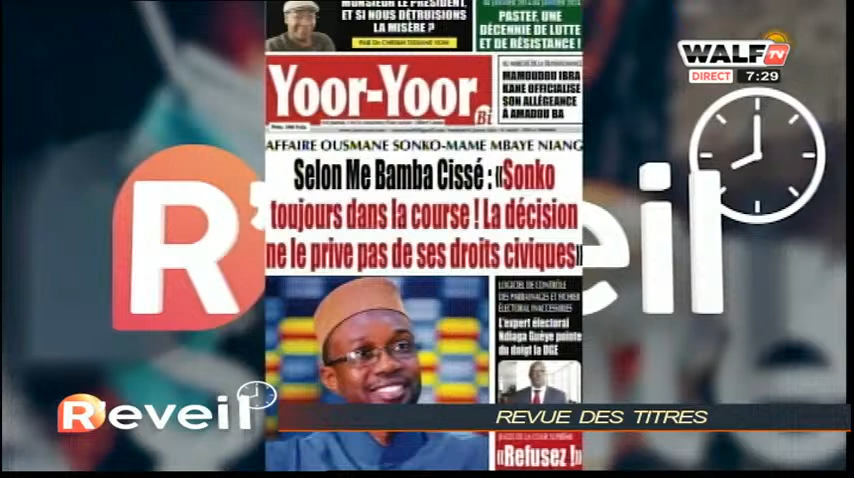 MONSIEUR LE PRÉSIDENT,
ET SI NOUS DÉTRUISIONS
LA MISÈRE ?
PASTEF, UNE
DÉCENNIE DE LUTTE
ET DE RÉSISTANCE !
WALF TV
DIRECT 7:29
Yoor-Yoor Bi
MAMOUDOU IBRA
KANE OFFICIALISE
SON ALLÉGEANCE
À AMADOU BA
AFFAIRE OUSMANE SONKO-MAME MBAYE NIANG
Selon Me Bamba Cissé : «Sonko
toujours dans la course ! La décision
ne le prive pas de ses droits civiques»
R'eveil
LOGICIEL DE CONTRÔLE
DES PARRAINAGES ET FICHIER
ÉLECTORAL INACCESSIBLES
L'expert électoral
Ndiaga Guèye pointe
du doigt la DGE
R'eveil
REVUE DES TITRES
«Refusez !»